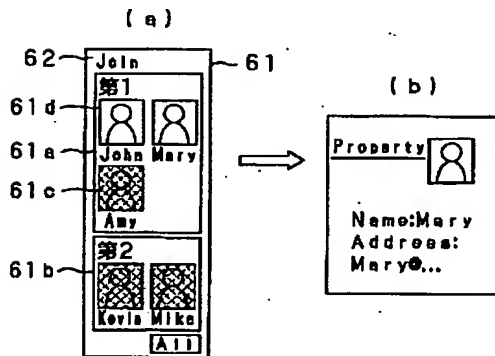 (a)
62
Join
61
第1
61d
John Mary
61a
61c
Amy
第2
61b
Kevin Mike
All
(b)
Property
Name:Mary
Address:
Mary@...